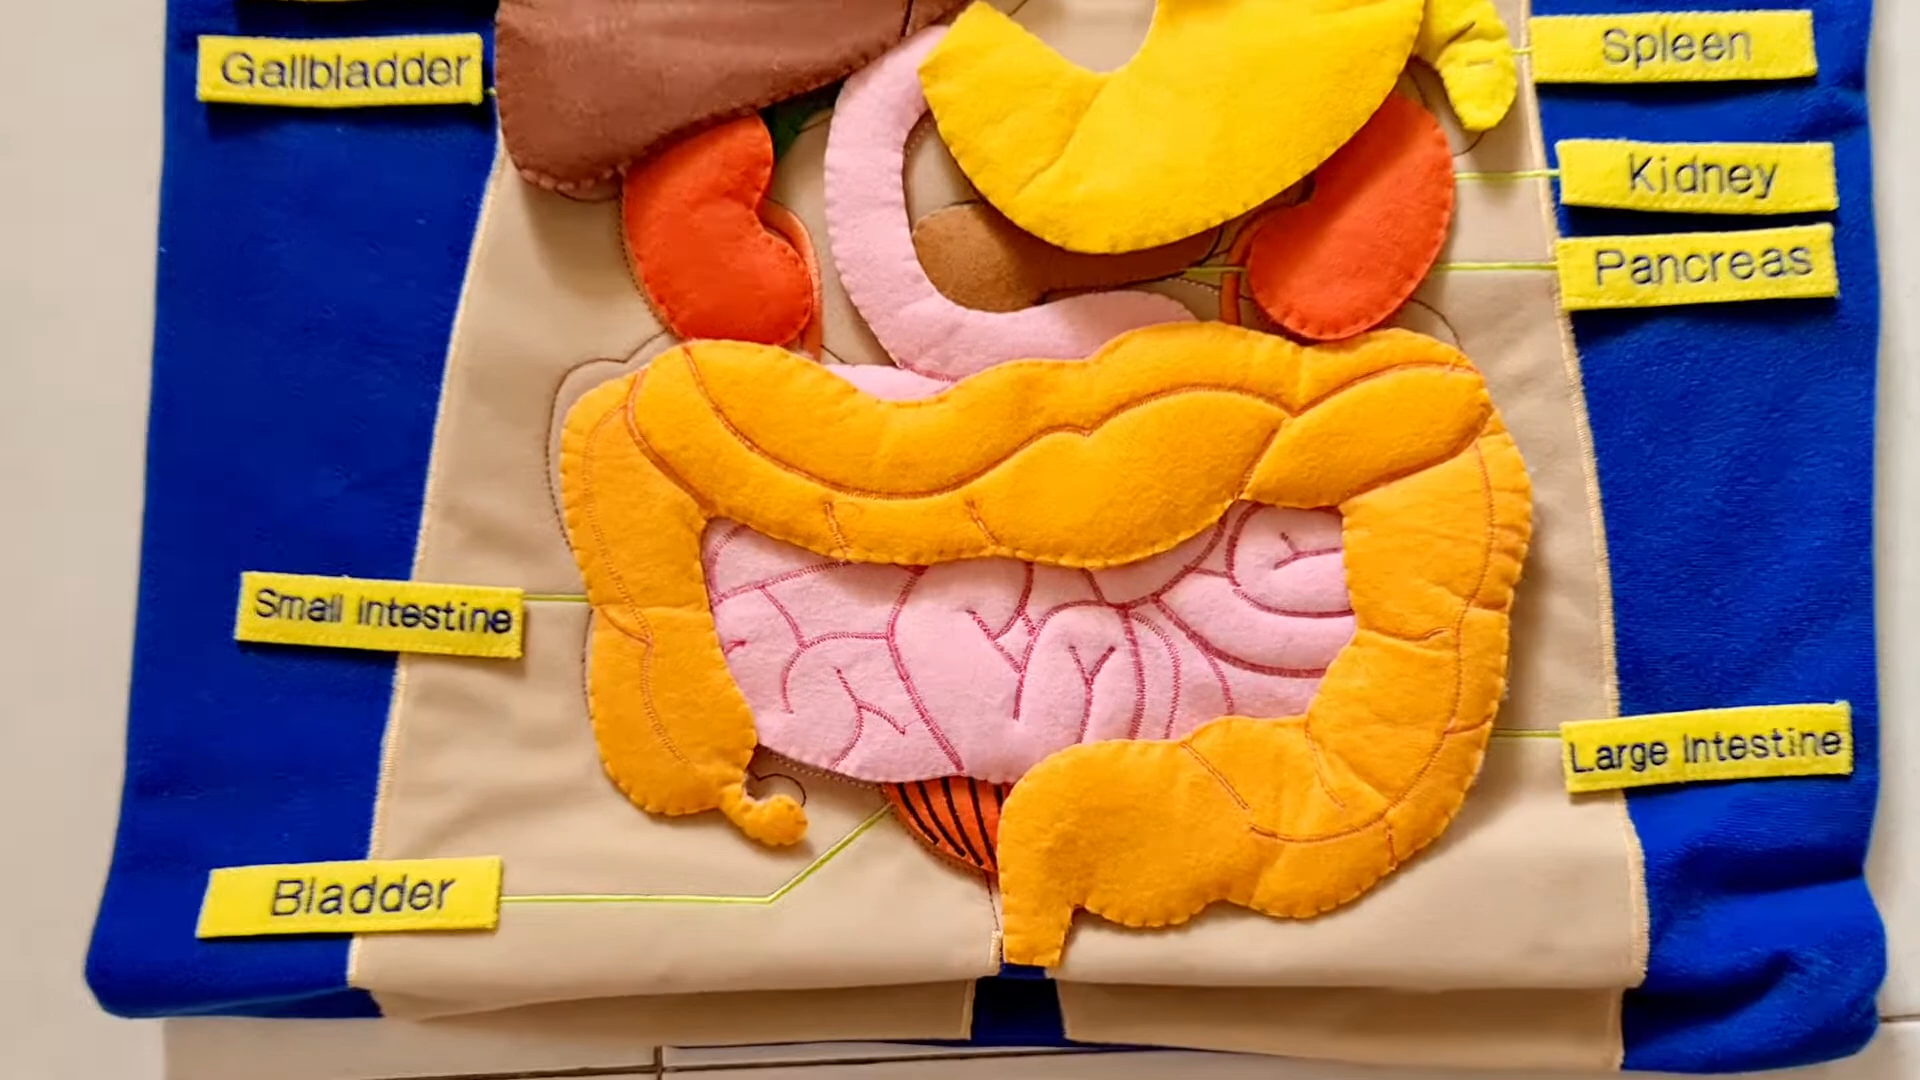 Gallbladder
Spleen
Kidney
Pancreas
Small Intestine
Large Intestine
Bladder